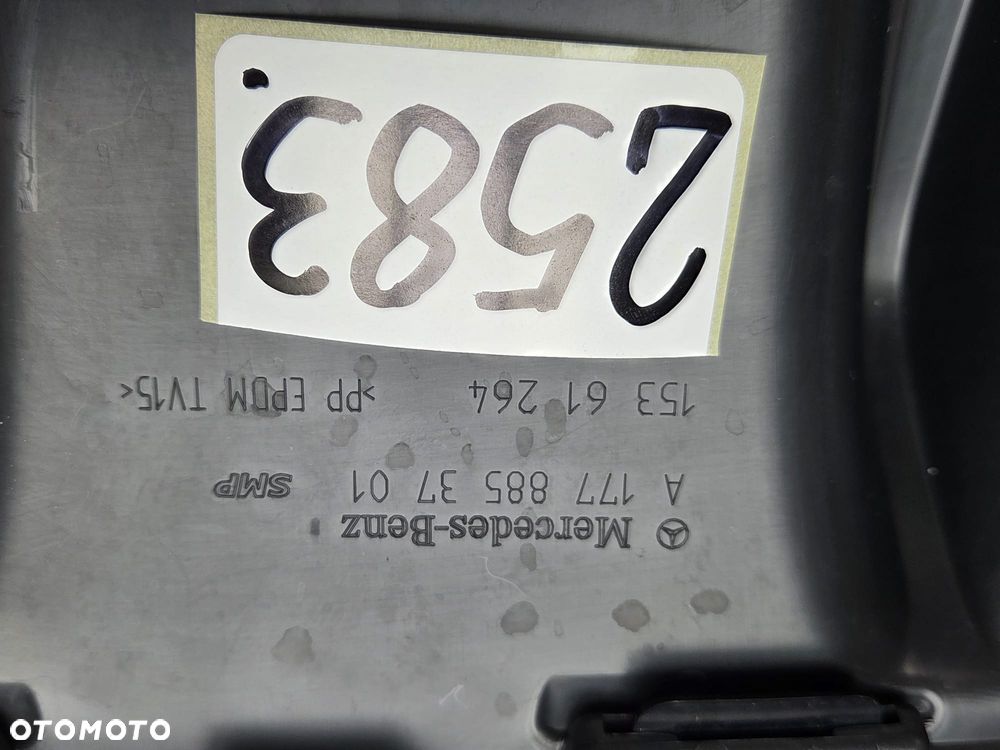 Mercedes-Benz
A 177 885 37 01 SMP
153 61 264 >PP EPDM TV15<
2583.
OTOMOTO